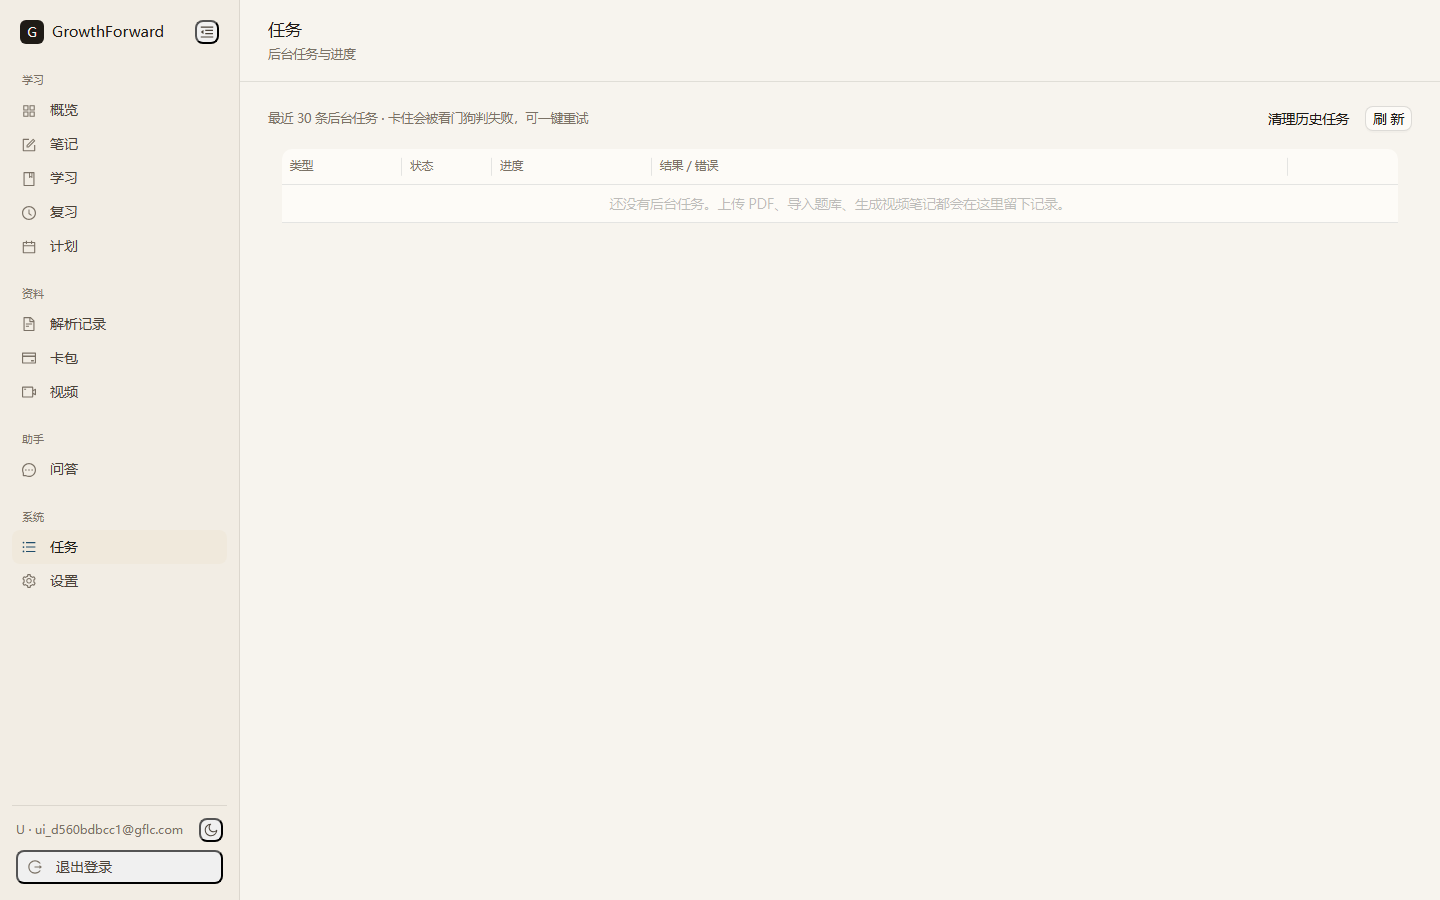 G GrowthForward
学习
概览
笔记
学习
复习
计划
资料
解析记录
卡包
视频
助手
问答
系统
任务
设置
U · ui_d560bdbcc1@gflc.com
退出登录
任务
后台任务与进度
最近 30 条后台任务 · 卡住会被看门狗判失败，可一键重试
清理历史任务 刷 新
类型 状态 进度 结果 / 错误
还没有后台任务。上传 PDF、导入题库、生成视频笔记都会在这里留下记录。